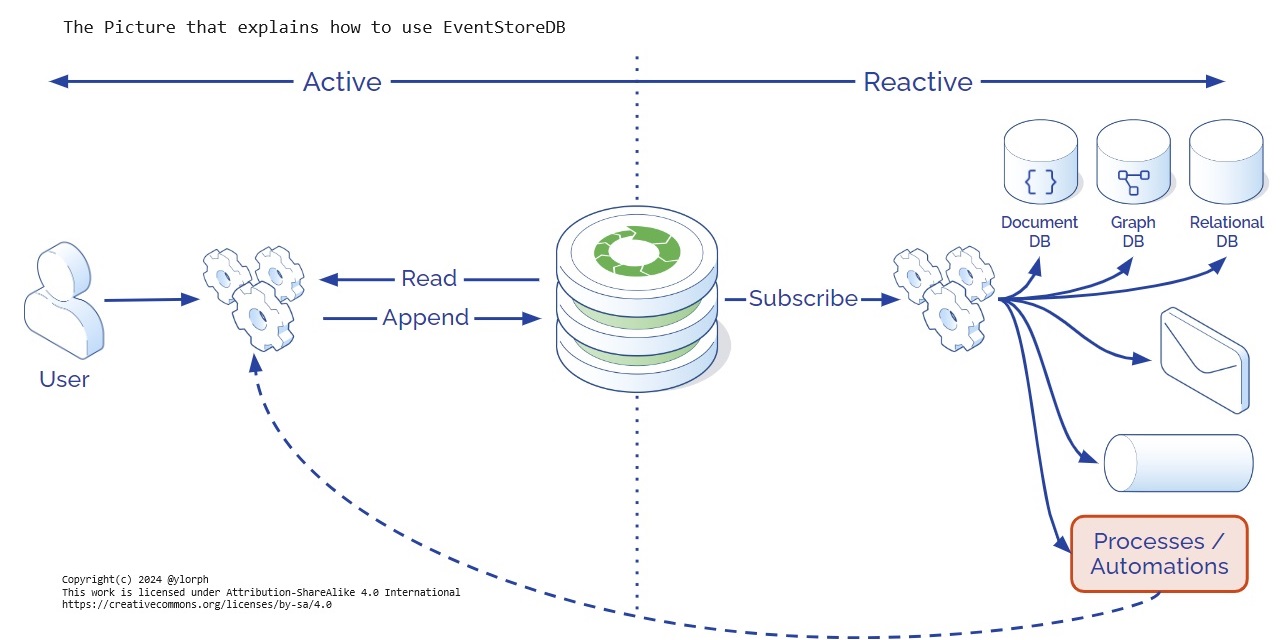 The Picture that explains how to use EventStoreDB
Active
Reactive
{ }
Document
DB
Graph
DB
Relational
DB
Read
Append
Subscribe
User
Processes /
Automations
Copyright(c) 2024 @ylorph
This work is licensed under Attribution-ShareAlike 4.0 International
https://creativecommons.org/licenses/by-sa/4.0